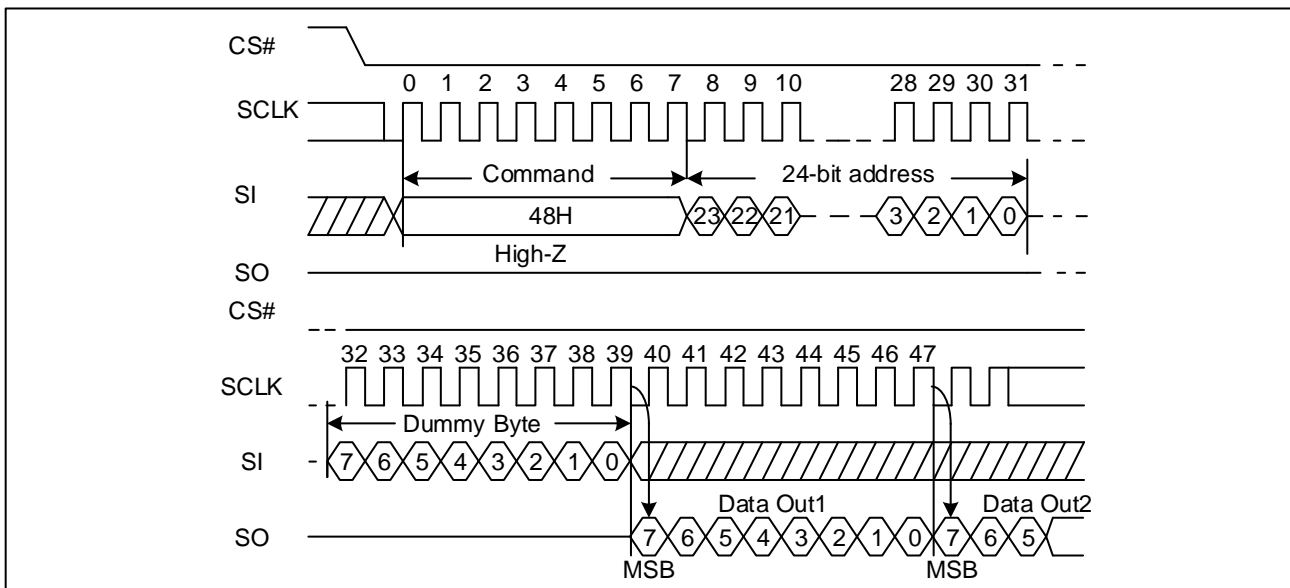 CS#
0 1 2 3 4 5 6 7 8 9 10 28 29 30 31
SCLK
Command 24-bit address
SI
48H 23 22 21 3 2 1 0
High-Z
SO
CS#
32 33 34 35 36 37 38 39 40 41 42 43 44 45 46 47
SCLK
Dummy Byte
SI 7 6 5 4 3 2 1 0
Data Out1 Data Out2
SO 7 6 5 4 3 2 1 0 7 6 5
MSB MSB